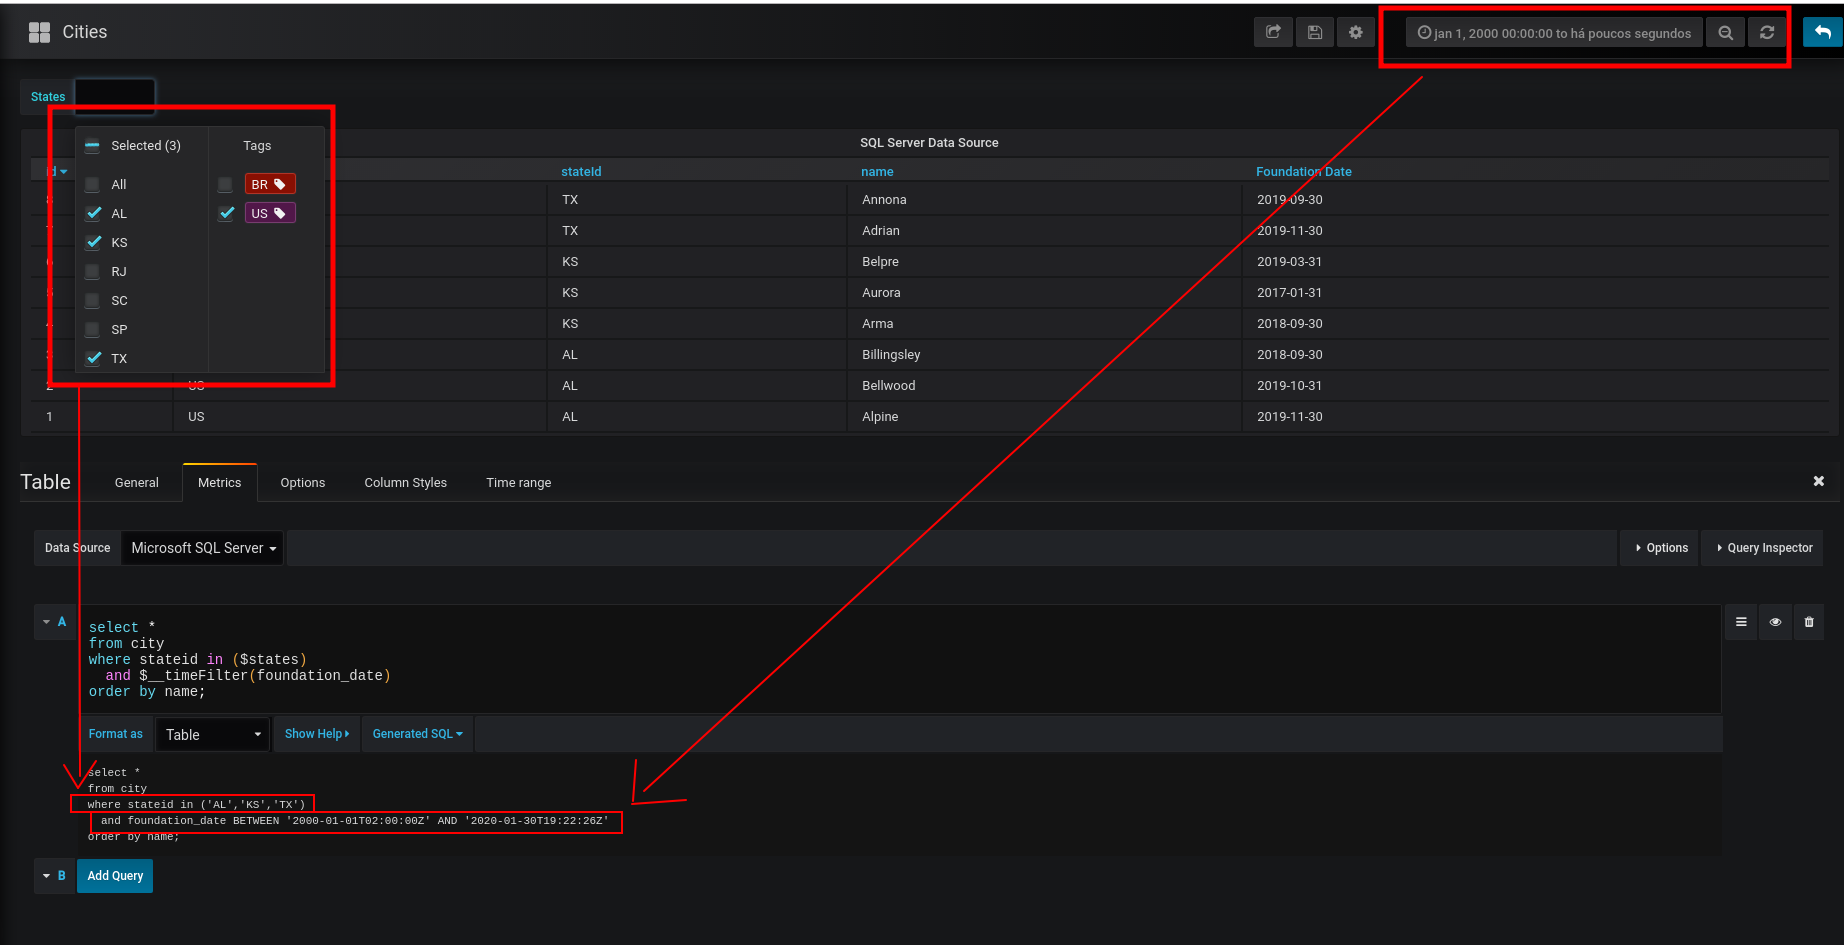 Cities
jan 1, 2000 00:00:00 to há poucos segundos
States
Selected (3)
Tags
All
BR
AL
US
KS
RJ
SC
SP
TX
SQL Server Data Source
id stateId name Foundation Date
TX Annona 2019-09-30
TX Adrian 2019-11-30
KS Belpre 2019-03-31
KS Aurora 2017-01-31
KS Arma 2018-09-30
AL Billingsley 2018-09-30
2 US AL Bellwood 2019-10-31
1 US AL Alpine 2019-11-30
Table General Metrics Options Column Styles Time range
Data Source Microsoft SQL Server Options Query Inspector
A
select *
from city
where stateid in ($states)
and $__timeFilter(foundation_date)
order by name;
Format as Table Show Help Generated SQL
select *
from city
where stateid in ('AL','KS','TX')
and foundation_date BETWEEN '2000-01-01T02:00:00Z' AND '2020-01-30T19:22:26Z'
order by name;
B Add Query